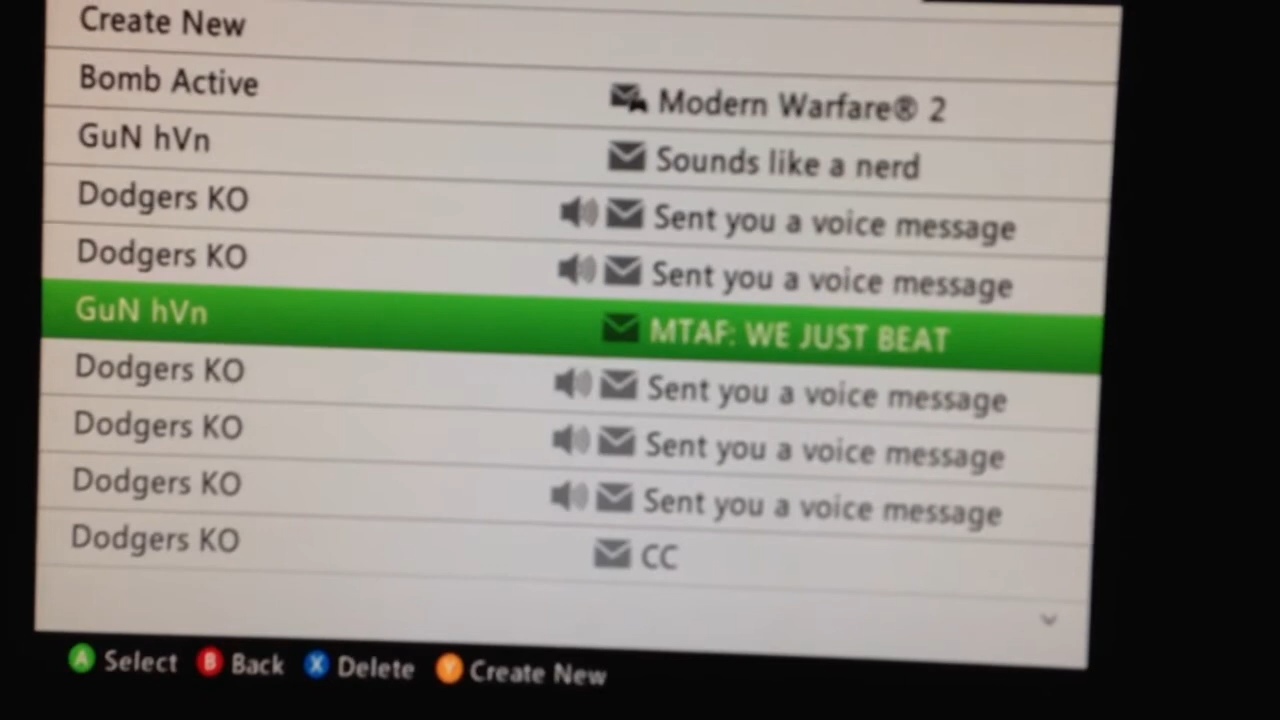 Create New
Bomb Active Modern Warfare® 2
GuN hVn Sounds like a nerd
Dodgers KO Sent you a voice message
Dodgers KO Sent you a voice message
GuN hVn MTAF: WE JUST BEAT
Dodgers KO Sent you a voice message
Dodgers KO Sent you a voice message
Dodgers KO Sent you a voice message
Dodgers KO CC
A Select B Back X Delete Y Create New